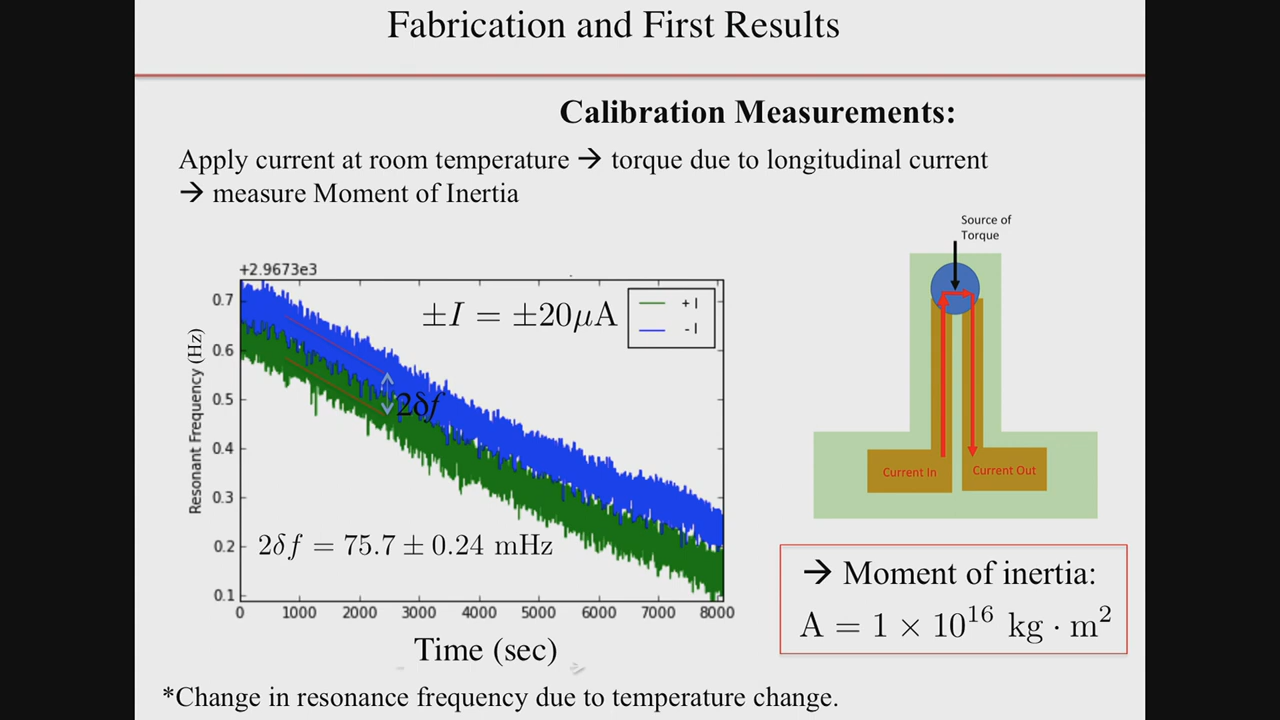 Fabrication and First Results
Calibration Measurements:
Apply current at room temperature → torque due to longitudinal current
→ measure Moment of Inertia
Source of
Torque
+2.9673e3
±I = ±20μA
+I
-I
0.7
0.6
0.5
0.4
0.3
0.2
0.1
Resonant Frequency (Hz)
2δf
2δf = 75.7 ± 0.24 mHz
0 1000 2000 3000 4000 5000 6000 7000 8000
Time (sec)
Current In
Current Out
→ Moment of inertia:
A = 1 × 10¹⁶ kg · m²
*Change in resonance frequency due to temperature change.